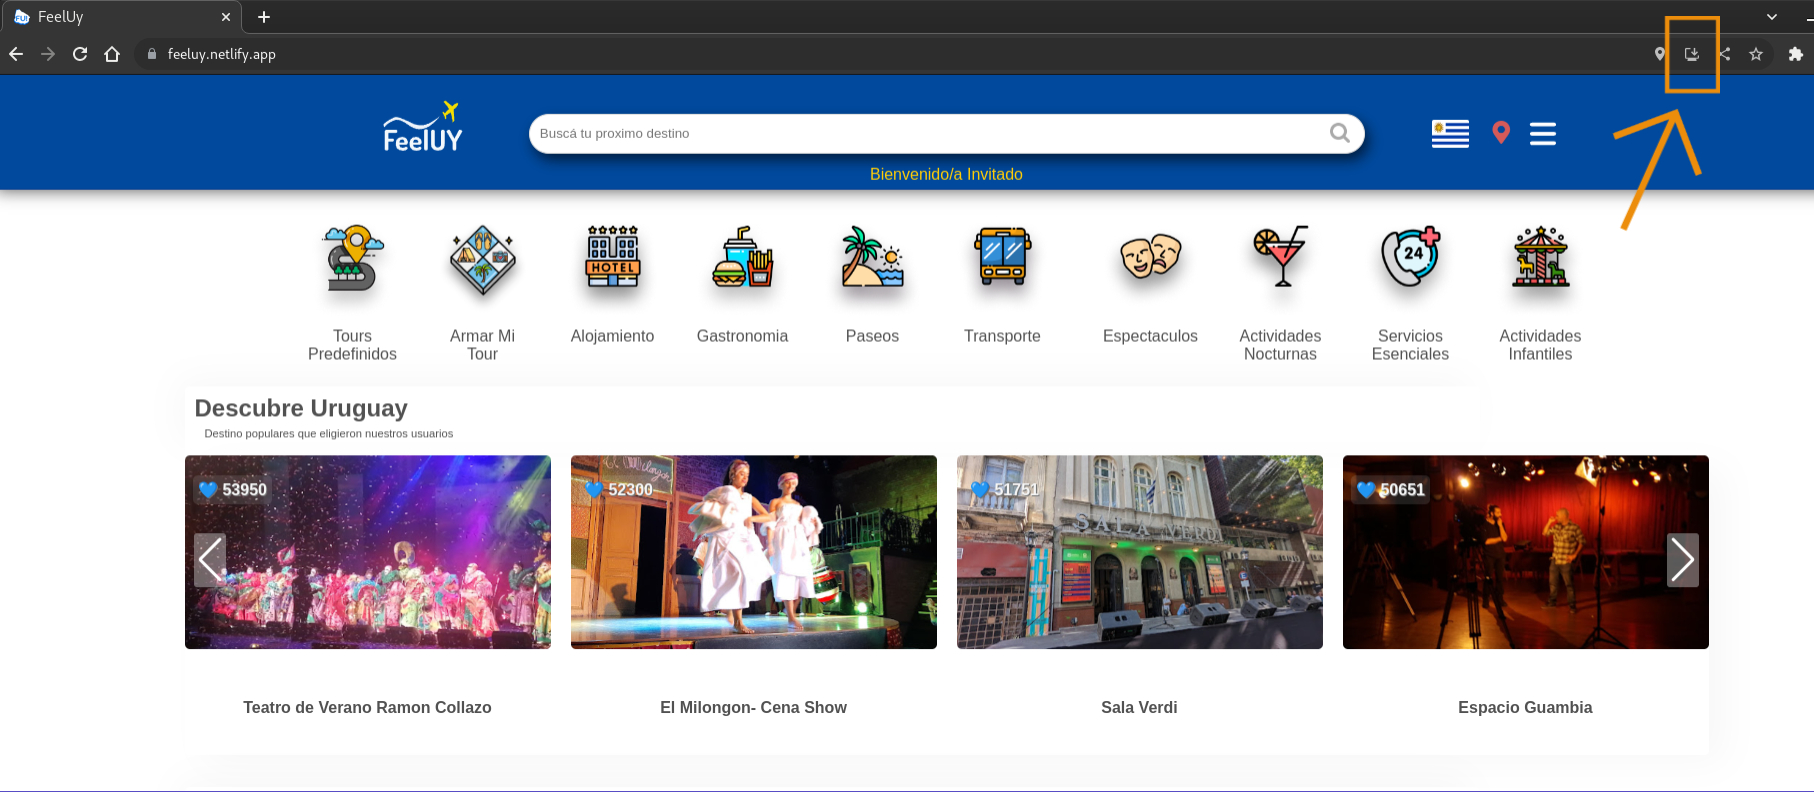 FeelUy
feeluy.netlify.app
FeelUY
Buscá tu proximo destino
Bienvenido/a Invitado
HOTEL
24
Tours
Predefinidos
Armar Mi
Tour
Alojamiento
Gastronomia
Paseos
Transporte
Espectaculos
Actividades
Nocturnas
Servicios
Esenciales
Actividades
Infantiles
Descubre Uruguay
Destino populares que eligieron nuestros usuarios
53950
52300
51751
50651
El Milongón
SALA VERDI
Teatro de Verano Ramon Collazo
El Milongon- Cena Show
Sala Verdi
Espacio Guambia